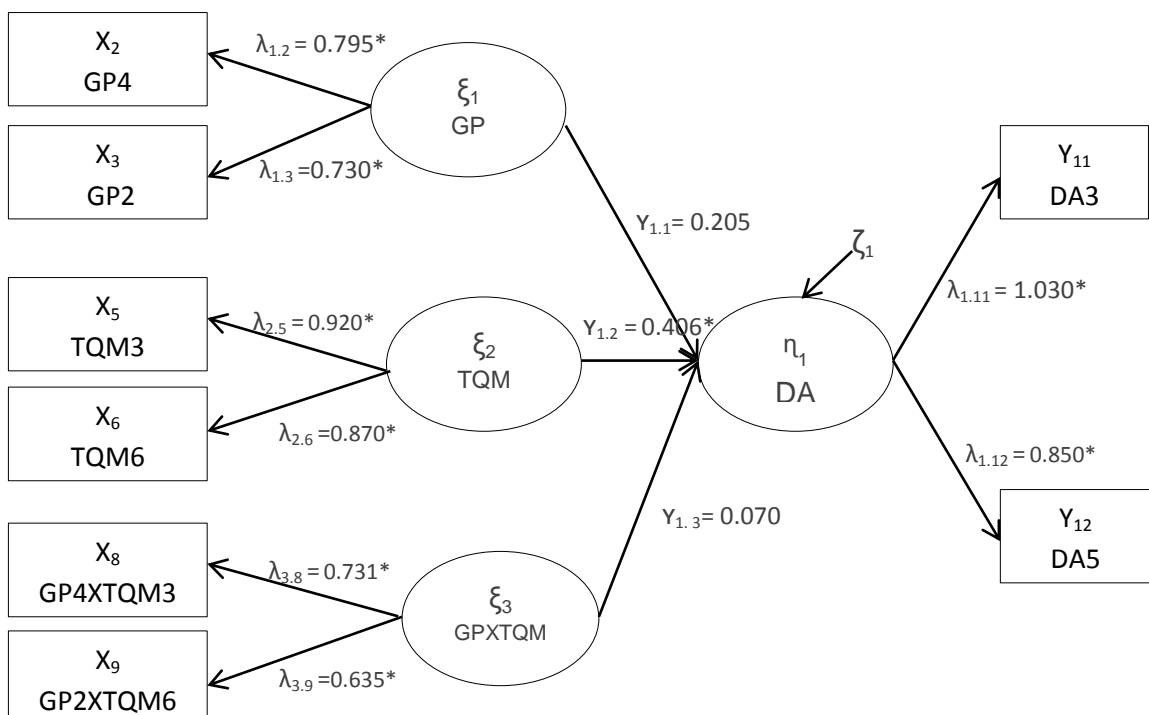 X₂
GP4
λ₁.₂ = 0.795*
ξ₁
GP
X₃
GP2
λ₁.₃ =0.730*
Y₁₁
DA3
ϒ₁.₁= 0.205
ζ₁
λ₁.₁₁ = 1.030*
X₅
TQM3
λ₂.₅ =0.920*
ξ₂
TQM
ϒ₁.₂ = 0.406*
η₁
DA
X₆
TQM6
λ₂.₆ =0.870*
λ₁.₁₂ = 0.850*
Y₁₂
DA5
ϒ₁. ₃= 0.070
X₈
GP4XTQM3
λ₃.₈ =0.731*
ξ₃
GPXTQM
X₉
GP2XTQM6
λ₃.₉ =0.635*